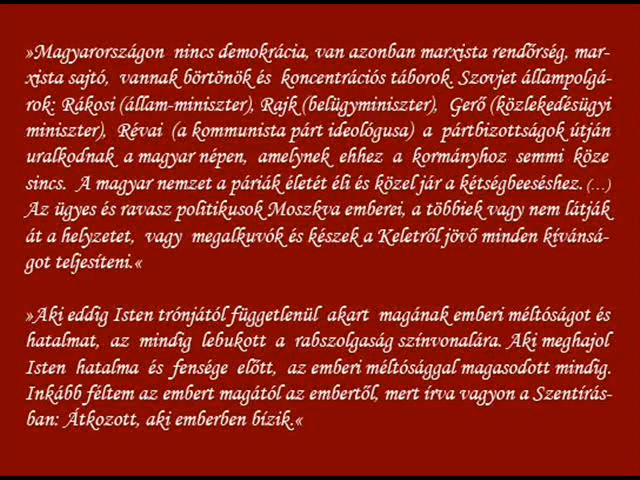 »Magyarországon nincs demokrácia, van azonban marxista rendőrség, mar-
xista sajtó, vannak börtönök és koncentrációs táborok. Szovjet állampolgá-
rok: Rákosi (állam-miniszter), Rajk (belügyminiszter), Gerő (közlekedésügyi
miniszter), Révai (a kommunista párt ideológusa) a pártbizottságok útján
uralkodnak a magyar népen, amelynek ehhez a kormányhoz semmi köze
sincs. A magyar nemzet a páriák életét éli és közel jár a kétségbeeséshez. (…)
Az ügyes és ravasz politikusok Moszkva emberei, a többiek vagy nem látják
át a helyzetet, vagy megalkuvók és készek a Keletről jövő minden kívánsá-
got teljesíteni.«
»Aki eddig Isten trónjától függetlenül akart magának emberi méltóságot és
hatalmat, az mindig lebukott a rabszolgaság színvonalára. Aki meghajol
Isten hatalma és fensége előtt, az emberi méltósággal magasodott mindig.
Inkább féltem az embert magától az embertől, mert írva vagyon a Szentírás-
ban: Átkozott, aki emberben bízik.«